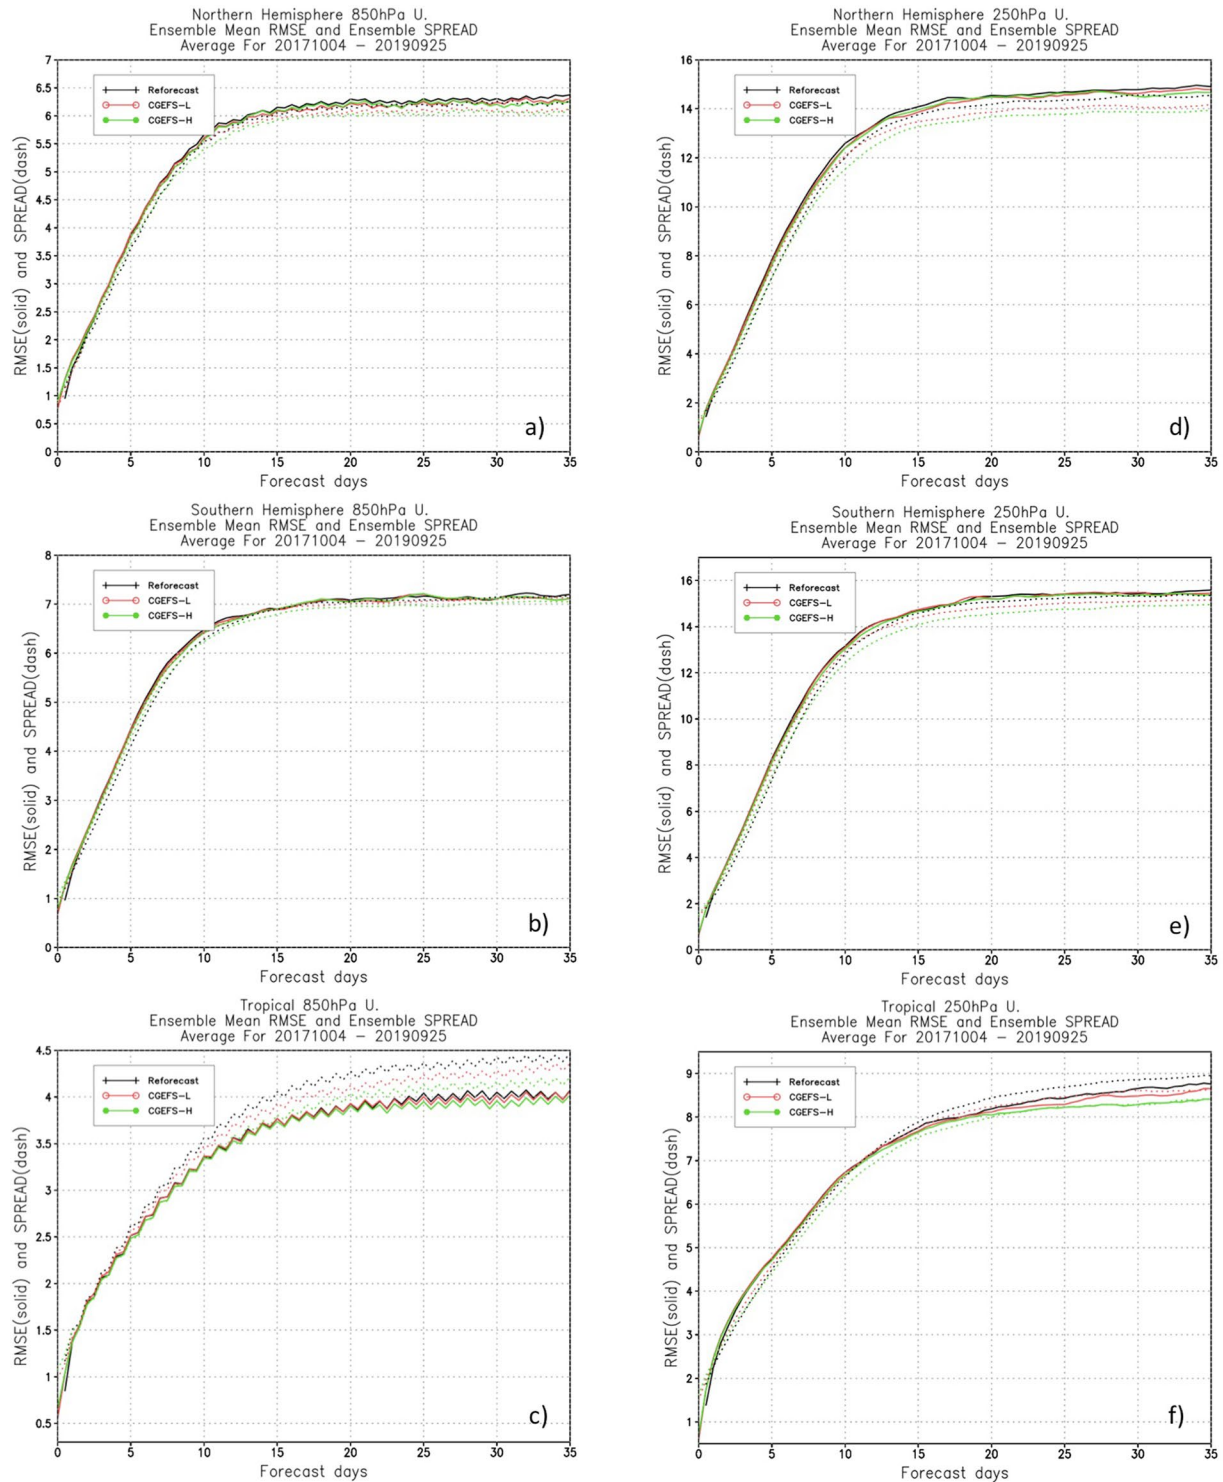 Northern Hemisphere 850hPa U.
Ensemble Mean RMSE and Ensemble SPREAD
Average For 20171004 – 20190925
RMSE(solid) and SPREAD(dash)
7
6.5
6
5.5
5
4.5
4
3.5
3
2.5
2
1.5
1
0.5
0
Reforecast
CGEFS-L
CGEFS-H
a)
0 5 10 15 20 25 30 35
Forecast days
Northern Hemisphere 250hPa U.
Ensemble Mean RMSE and Ensemble SPREAD
Average For 20171004 – 20190925
RMSE(solid) and SPREAD(dash)
16
14
12
10
8
6
4
2
0
Reforecast
CGEFS-L
CGEFS-H
d)
0 5 10 15 20 25 30 35
Forecast days
Southern Hemisphere 850hPa U.
Ensemble Mean RMSE and Ensemble SPREAD
Average For 20171004 – 20190925
RMSE(solid) and SPREAD(dash)
8
7
6
5
4
3
2
1
0
Reforecast
CGEFS-L
CGEFS-H
b)
0 5 10 15 20 25 30 35
Forecast days
Southern Hemisphere 250hPa U.
Ensemble Mean RMSE and Ensemble SPREAD
Average For 20171004 – 20190925
RMSE(solid) and SPREAD(dash)
16
14
12
10
8
6
4
2
0
Reforecast
CGEFS-L
CGEFS-H
e)
0 5 10 15 20 25 30 35
Forecast days
Tropical 850hPa U.
Ensemble Mean RMSE and Ensemble SPREAD
Average For 20171004 – 20190925
RMSE(solid) and SPREAD(dash)
4.5
4
3.5
3
2.5
2
1.5
1
0.5
Reforecast
CGEFS-L
CGEFS-H
c)
0 5 10 15 20 25 30 35
Forecast days
Tropical 250hPa U.
Ensemble Mean RMSE and Ensemble SPREAD
Average For 20171004 – 20190925
RMSE(solid) and SPREAD(dash)
9
8
7
6
5
4
3
2
1
Reforecast
CGEFS-L
CGEFS-H
f)
0 5 10 15 20 25 30 35
Forecast days